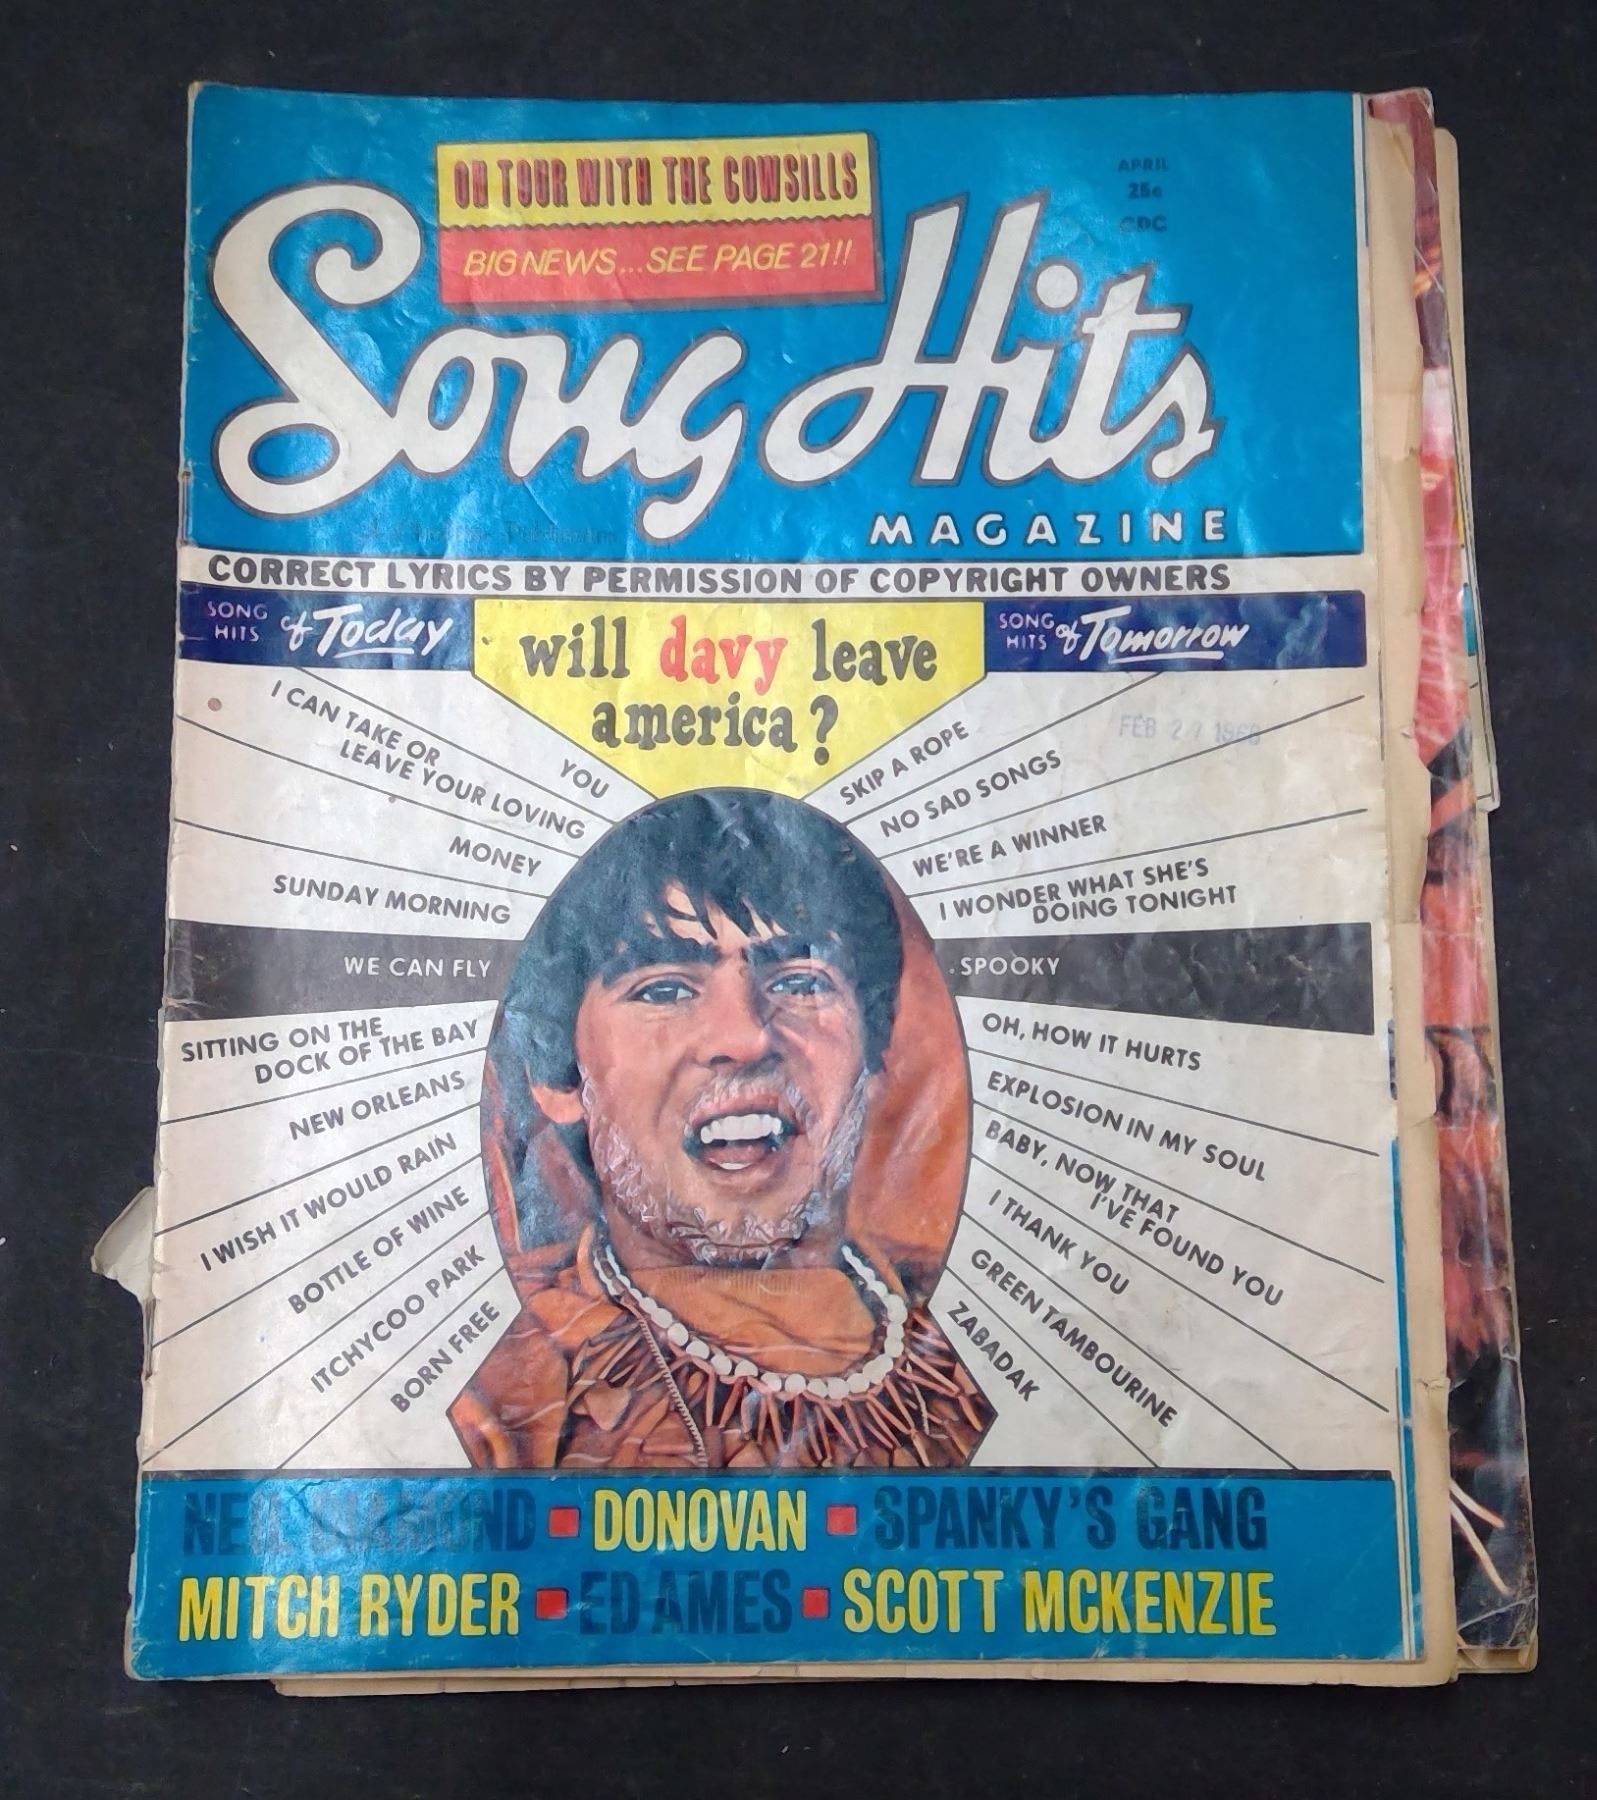 ON TOUR WITH THE COWSILLS
BIG NEWS...SEE PAGE 21!!
APRIL
25¢
CDC
Song Hits
MAGAZINE
CORRECT LYRICS BY PERMISSION OF COPYRIGHT OWNERS
SONG HITS of Today
will davy leave
america?
SONG HITS of Tomorrow
FEB 27 1968
YOU
I CAN TAKE OR
LEAVE YOUR LOVING
MONEY
SUNDAY MORNING
WE CAN FLY
SITTING ON THE
DOCK OF THE BAY
NEW ORLEANS
I WISH IT WOULD RAIN
BOTTLE OF WINE
ITCHYCOO PARK
BORN FREE
SKIP A ROPE
NO SAD SONGS
WE'RE A WINNER
I WONDER WHAT SHE'S
DOING TONIGHT
SPOOKY
OH, HOW IT HURTS
EXPLOSION IN MY SOUL
BABY, NOW THAT
I'VE FOUND YOU
I THANK YOU
GREEN TAMBOURINE
ZABADAK
NEIL DIAMOND ▪ DONOVAN ▪ SPANKY'S GANG
MITCH RYDER ▪ ED AMES ▪ SCOTT MCKENZIE